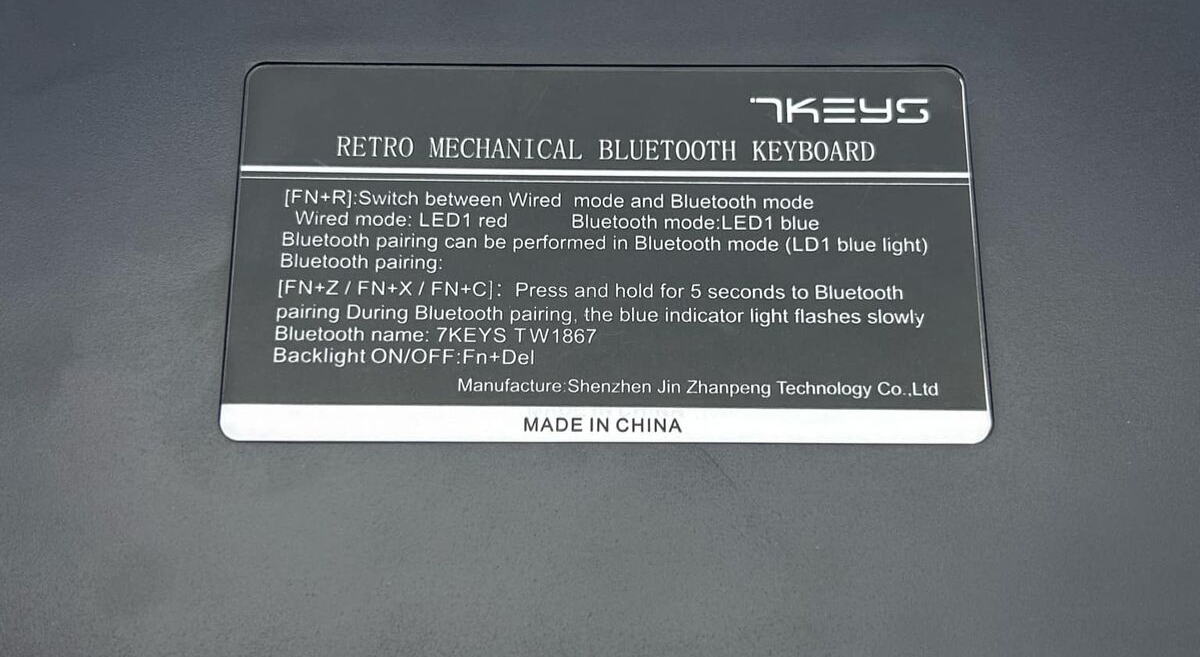 7KEYS
RETRO MECHANICAL BLUETOOTH KEYBOARD
[FN+R]:Switch between Wired mode and Bluetooth mode
Wired mode: LED1 red Bluetooth mode:LED1 blue
Bluetooth pairing can be performed in Bluetooth mode (LD1 blue light)
Bluetooth pairing:
[FN+Z / FN+X / FN+C]: Press and hold for 5 seconds to Bluetooth
pairing During Bluetooth pairing, the blue indicator light flashes slowly
Bluetooth name: 7KEYS TW1867
Backlight ON/OFF:Fn+Del
Manufacture:Shenzhen Jin Zhanpeng Technology Co.,Ltd
MADE IN CHINA